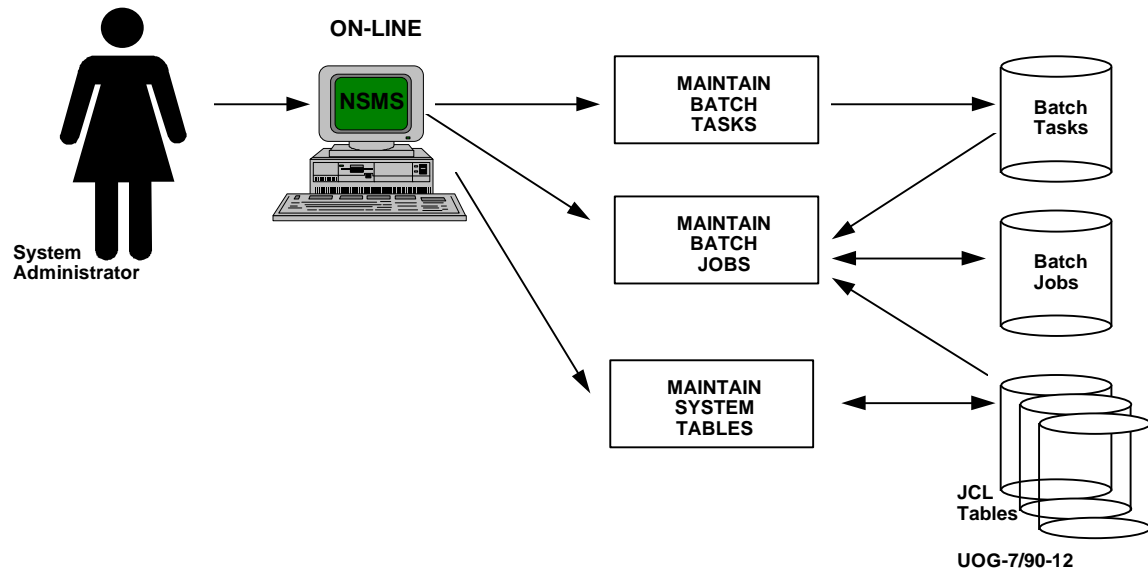 ON-LINE
NSMS
System
Administrator
MAINTAIN
BATCH
TASKS
MAINTAIN
BATCH
JOBS
MAINTAIN
SYSTEM
TABLES
Batch
Tasks
Batch
Jobs
JCL
Tables
UOG-7/90-12